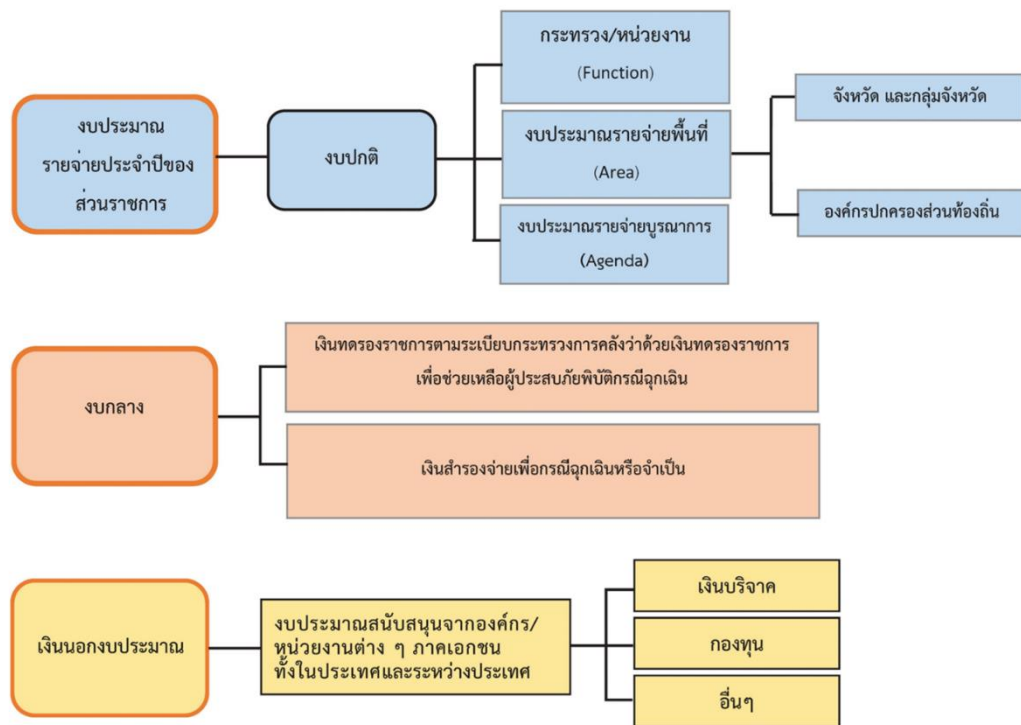 งบประมาณ
รายจ่ายประจำปีของ
ส่วนราชการ
งบปกติ
กระทรวง/หน่วยงาน
(Function)
งบประมาณรายจ่ายพื้นที่
(Area)
งบประมาณรายจ่ายบูรณาการ
(Agenda)
จังหวัด และกลุ่มจังหวัด
องค์กรปกครองส่วนท้องถิ่น
งบกลาง
เงินทดรองราชการตามระเบียบกระทรวงการคลังว่าด้วยเงินทดรองราชการ
เพื่อช่วยเหลือผู้ประสบภัยพิบัติกรณีฉุกเฉิน
เงินสำรองจ่ายเพื่อกรณีฉุกเฉินหรือจำเป็น
เงินนอกงบประมาณ
งบประมาณสนับสนุนจากองค์กร/
หน่วยงานต่าง ๆ ภาคเอกชน
ทั้งในประเทศและระหว่างประเทศ
เงินบริจาค
กองทุน
อื่นๆ